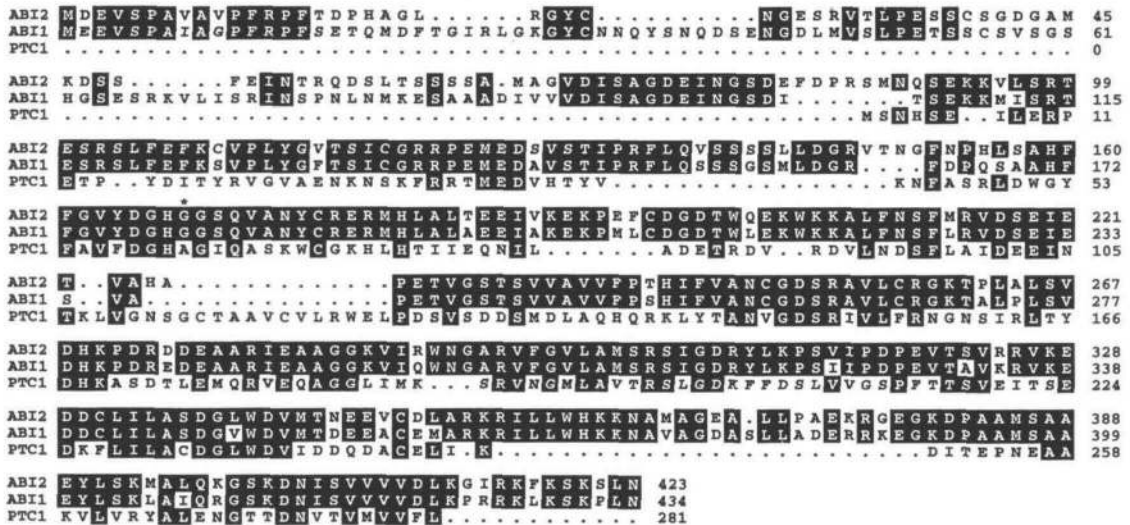 ABI2 MDEVSPAVAVPFRPFTDPHAGL......RGYC........NGESRVTLPESSCSGDGAM 45
ABI1 MEEVSPAIAGPFRPFSETQMDFTGIRLGKGYCNNQYSNQDSENGDLMVSLPETSSCSVSGS 61
PTC1 ............................................................. 0
ABI2 KDSS.......FEINTRQDSLTSSSSA.MAGVDISAGDEINGSDEFDPRSMNQSEKKVLSRT 99
ABI1 HGSESRKVLISRINSPNLNMKESAAADIVVVDISAGDEINGSDI........TSEKKMISRT 115
PTC1 .................................................MSNHSE..ILERP 11
ABI2 ESRSLFEFKCVPLYGVTSICGRRPEMEDSVSTIPRFLQVSSSSLLDGRVTNGFNPHLSAHF 160
ABI1 ESRSLFEFKSVPLYGFTSICGRRPEMEDAVSTIPRFLQSSSGSMLDGR....FDPQSAAHF 172
PTC1 ETP..YDITYRVGVAENKNSKFRRTMEDVHTYV.............KNFASRLDWGY 53
*
ABI2 FGVYDGHGGSQVANYCRERMHLALTEEIVKEKPEFCDGDTWQEKWKKALFNSFMRVDSEIE 221
ABI1 FGVYDGHGGSQVANYCRERMHLALAEEIAKEKPMLCDGDTWLEKWKKALFNSFLRVDSEIE 233
PTC1 FAVFDGHAGIQASKWCGKHLHTIIEQNIL.....ADETRDV..RDVLNDSFLAIDEEIN 105
ABI2 T..VAHA.............PETVGSTSVVAVVFPTHIFVANCGDSRAVLCRGKTPLALSV 267
ABI1 S..VA...............PETVGSTSVVAVVFPSHIFVANCGDSRAVLCRGKTALPLSV 277
PTC1 TKLVGNSGCTAAVCVLRWELPDSVSDDSMDLAQHQRKLYTANVGDSRIVLFRNGNSIRLTY 166
ABI2 DHKPDRDDEAARIEAAGGKVIRWNGARVFGVLAMSRSIGDRYLKPSVIPDPEVTSVRRVKE 328
ABI1 DHKPDREDEAARIEAAGGKVIQWNGARVFGVLAMSRSIGDRYLKPSIIPDPEVTAVKRVKE 338
PTC1 DHKASDTLEMQRVEQAGGLIMK...SRVNGMLAVTRSLGDKFFDSLVVGSPFTTSVEITSE 224
ABI2 DDCLILASDGLWDVMTNEEVCDLARKRILLWHKKNAMAGEA.LLPAEKRGEGKDPAAMSAA 388
ABI1 DDCLILASDGVWDVMTDEEACEMARKRILLWHKKNAVAGDASLLADERRKEGKDPAAMSAA 399
PTC1 DKFLILACDGLWDVIDDQDACELI.K..........................DITEPNEAA 258
ABI2 EYLSKMALQKGSKDNISVVVVDLKGIRKFKSKSLN 423
ABI1 EYLSKLAIQRGSKDNISVVVVDLKPRRKLKSKPLN 434
PTC1 KVLVRYALENGTTDNVTVMVVFL............ 281